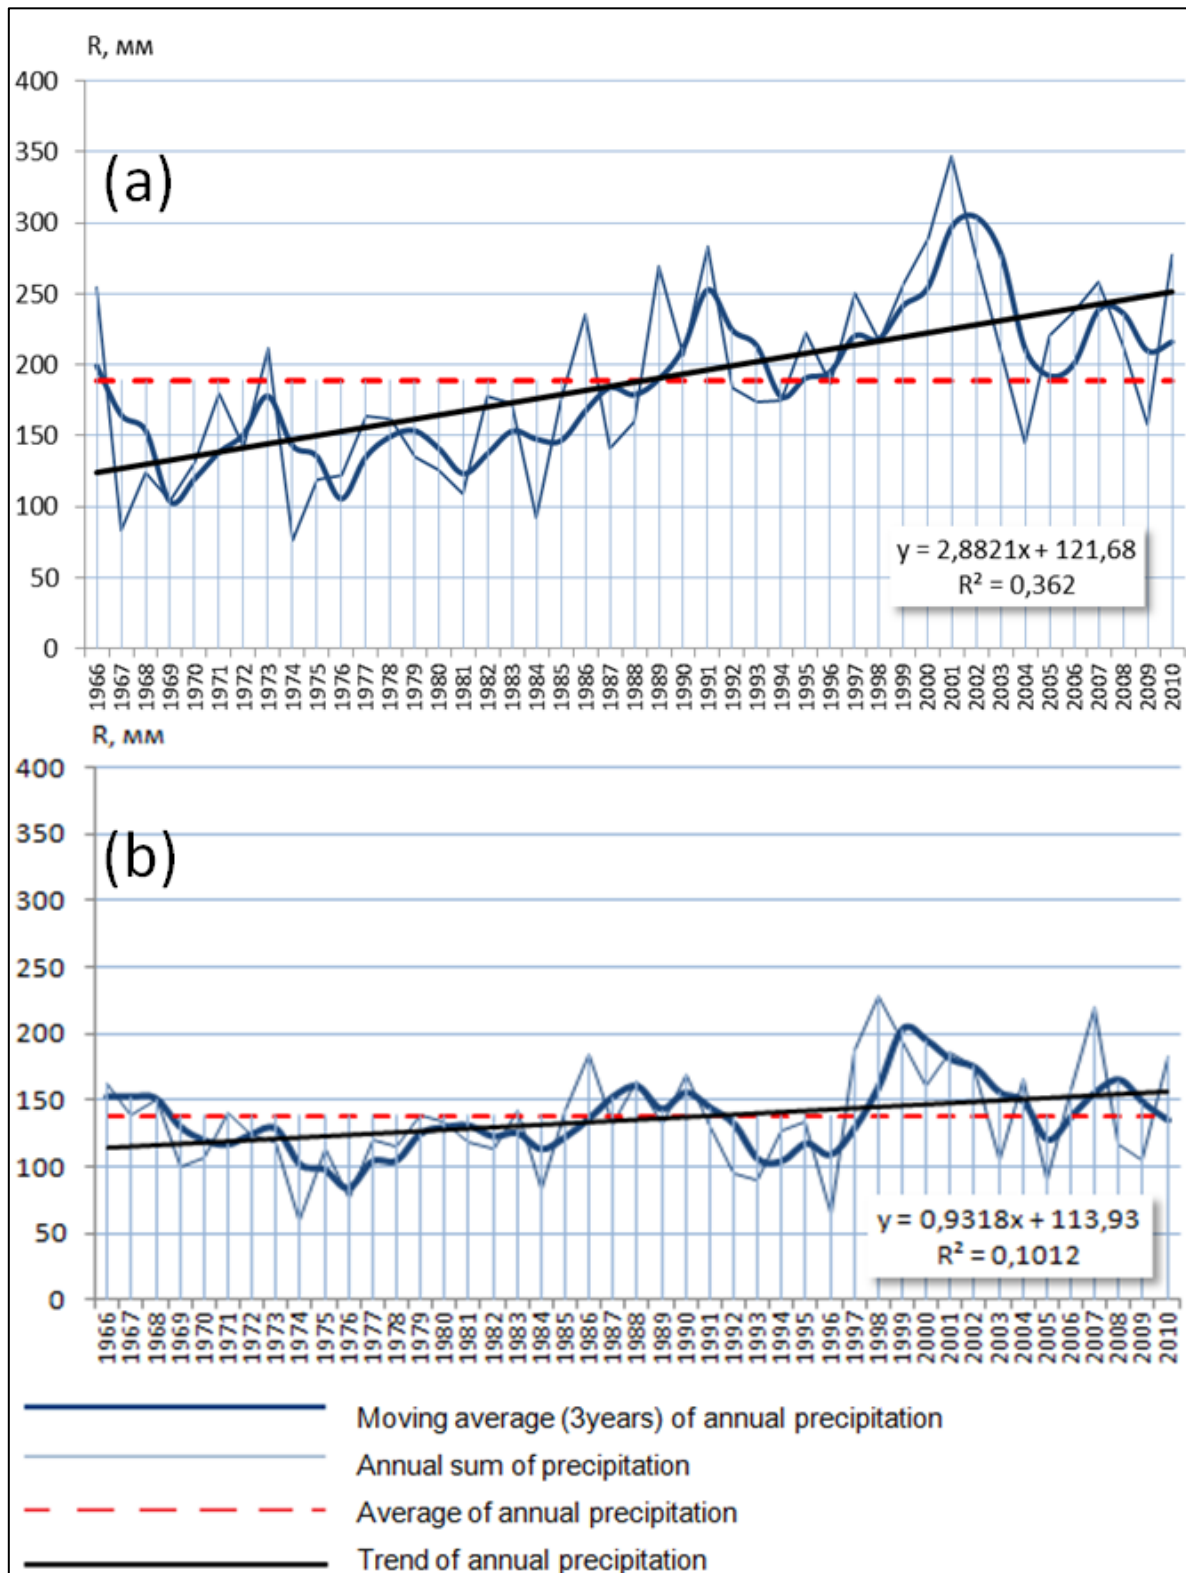 R, мм
400
350
300
250
200
150
100
50
0
(a)
y = 2,8821x + 121,68
R² = 0,362
1966 1967 1968 1969 1970 1971 1972 1973 1974 1975 1976 1977 1978 1979 1980 1981 1982 1983 1984 1985 1986 1987 1988 1989 1990 1991 1992 1993 1994 1995 1996 1997 1998 1999 2000 2001 2002 2003 2004 2005 2006 2007 2008 2009 2010
R, мм
400
350
300
250
200
150
100
50
0
(b)
y = 0,9318x + 113,93
R² = 0,1012
1966 1967 1968 1969 1970 1971 1972 1973 1974 1975 1976 1977 1978 1979 1980 1981 1982 1983 1984 1985 1986 1987 1988 1989 1990 1991 1992 1993 1994 1995 1996 1997 1998 1999 2000 2001 2002 2003 2004 2005 2006 2007 2008 2009 2010
Moving average (3years) of annual precipitation
Annual sum of precipitation
Average of annual precipitation
Trend of annual precipitation